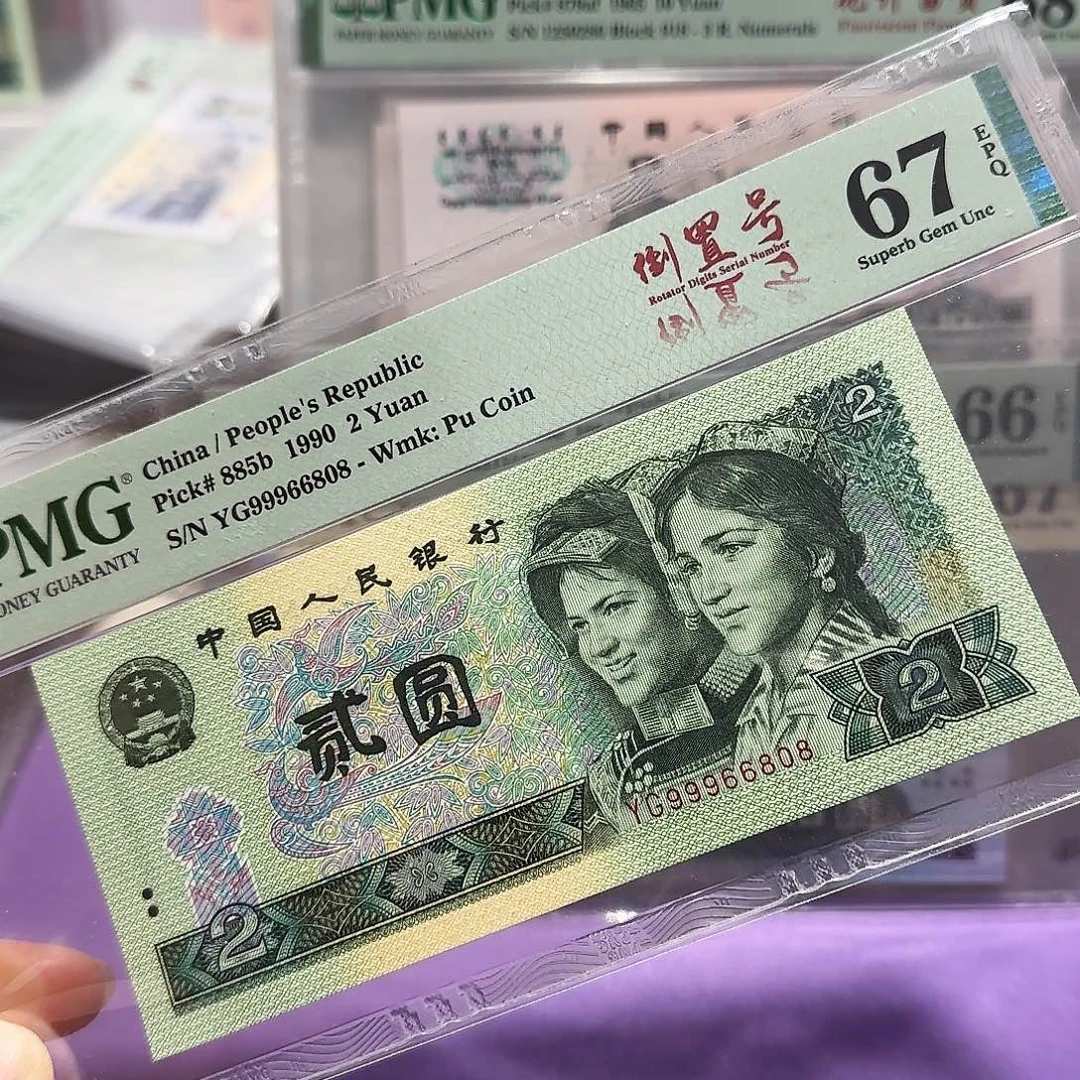 PMG
67
EPQ
Superb Gem Unc
倒置号
Rotator Digits Serial Number
China / People's Republic
Pick# 885b 1990 2 Yuan
S/N YG99966808 - Wmk: Pu Coin
PMG®
MONEY GUARANTY
中国人民银行
贰圆
2
2
2
YG99966808
66